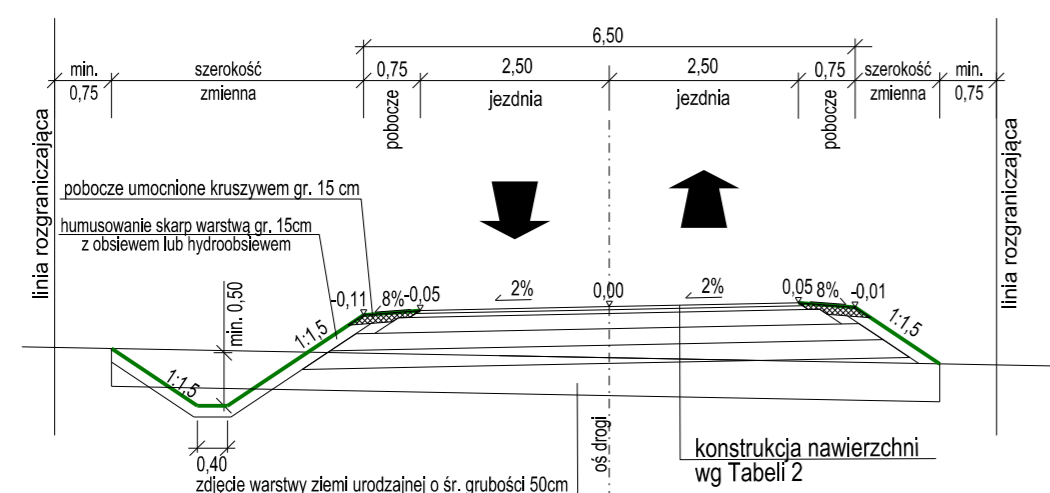 6,50
min.
szerokość
0,75
2,50
2,50
0,75
szerokość
min.
0,75
zmienna
jezdnia
jezdnia
zmienna
0,75
pobocze
pobocze
linia rozgraniczająca
linia rozgraniczająca
pobocze umocnione kruszywem gr. 15 cm
humusowanie skarp warstwą gr. 15cm
z obsiewem lub hydroobsiewem
min. 0,50
-0,11
8%
-0,05
2%
0,00
2%
0,05
8%
-0,01
1:1,5
1:1,5
1:1,5
0,40
oś drogi
konstrukcja nawierzchni
wg Tabeli 2
zdjęcie warstwy ziemi urodzajnej o śr. grubości 50cm